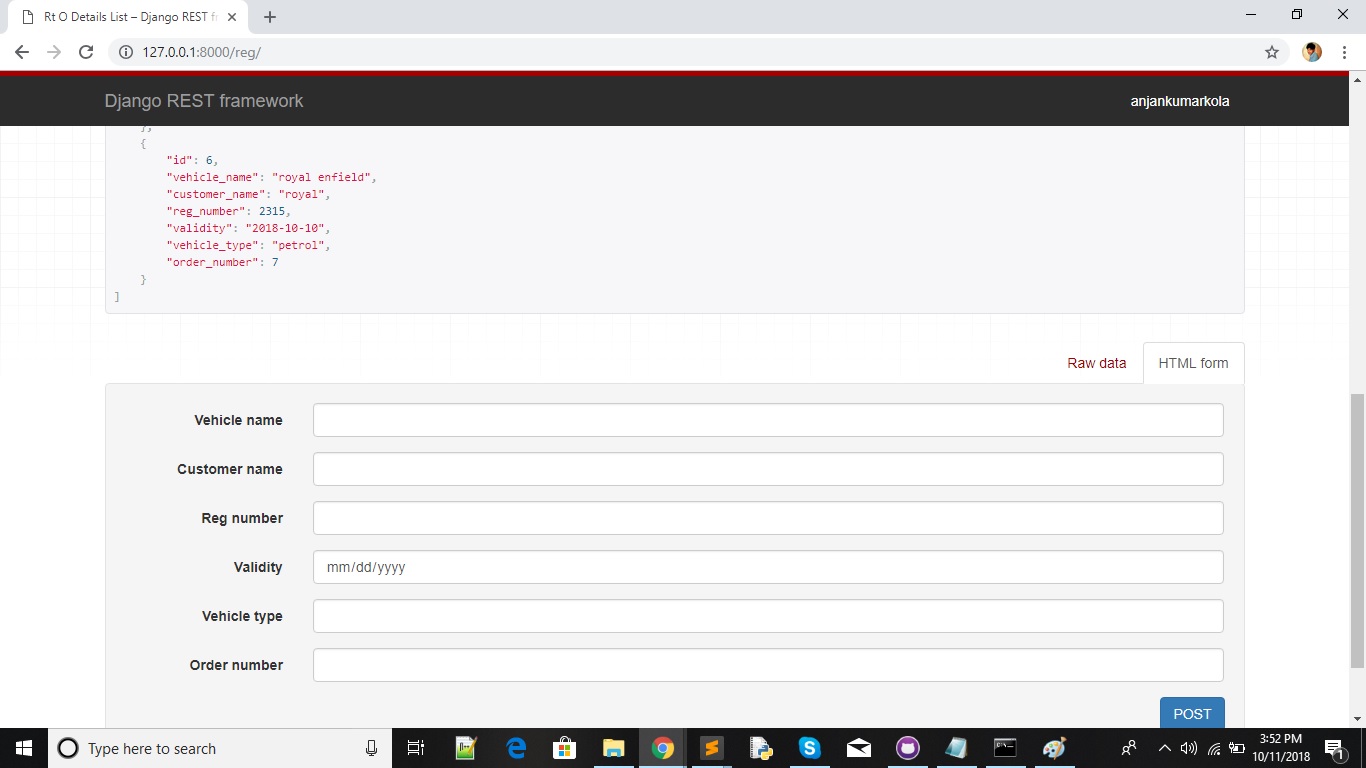 Rt O Details List – Django REST fr
127.0.0.1:8000/reg/
Django REST framework
anjankumarkola
},
{
"id": 6,
"vehicle_name": "royal enfield",
"customer_name": "royal",
"reg_number": 2315,
"validity": "2018-10-10",
"vehicle_type": "petrol",
"order_number": 7
}
]
Raw data
HTML form
Vehicle name
Customer name
Reg number
Validity
mm/dd/yyyy
Vehicle type
Order number
POST
Type here to search
3:52 PM
10/11/2018
1